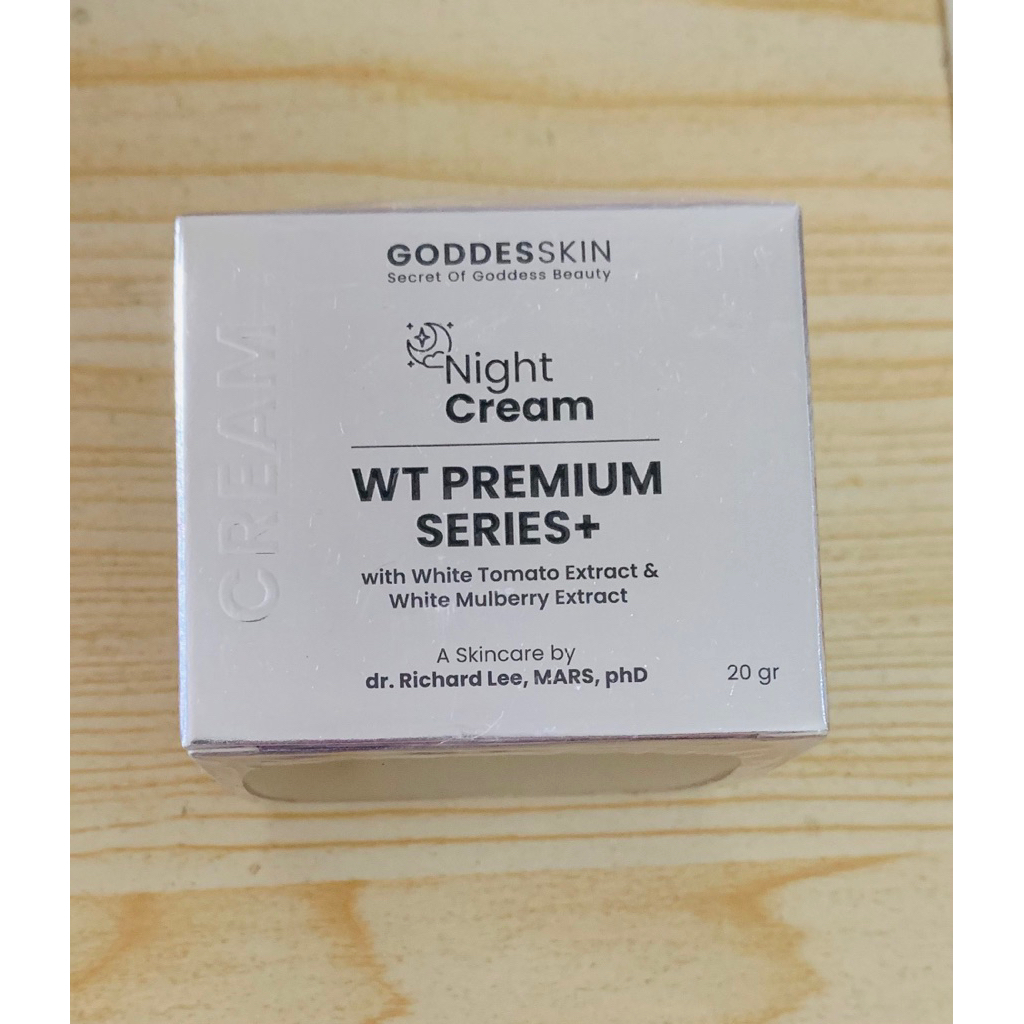 GODDESSKIN
Secret Of Goddess Beauty
Night
Cream
WT PREMIUM
SERIES+
with White Tomato Extract &
White Mulberry Extract
A Skincare by
dr. Richard Lee, MARS, phD
20 gr
CREAM